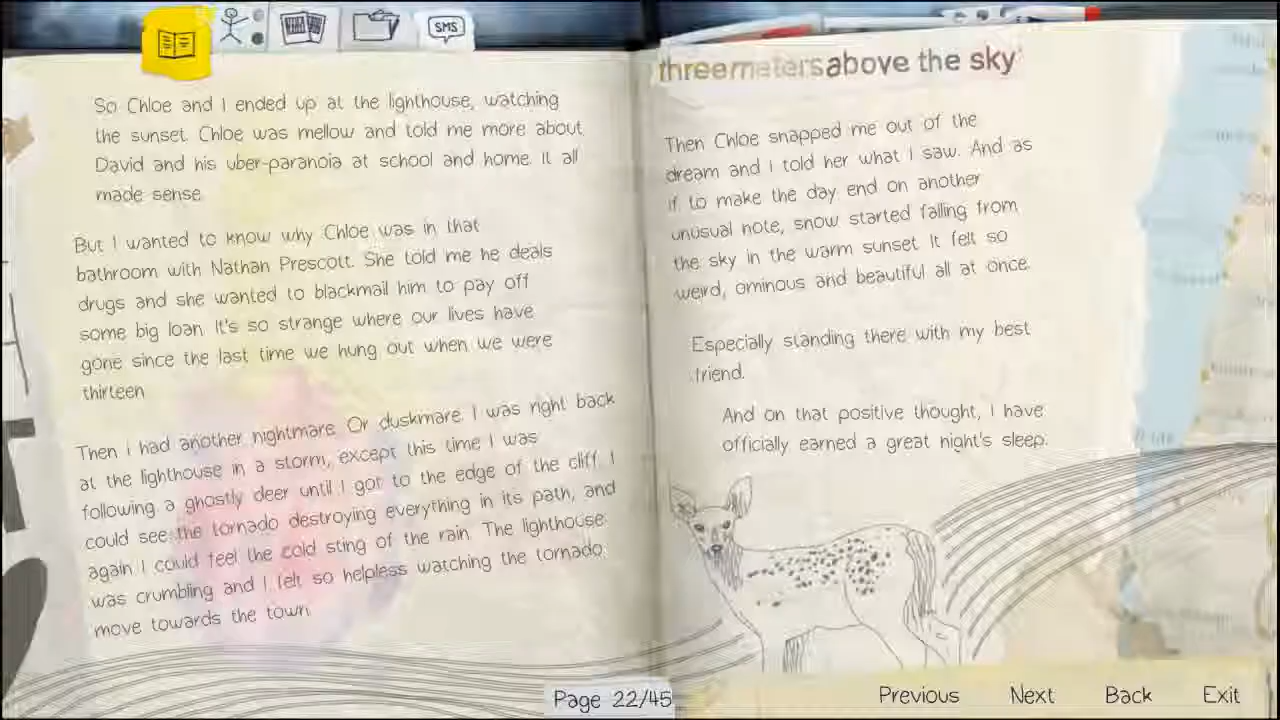 SMS
So Chloe and I ended up at the lighthouse, watching
the sunset. Chloe was mellow and told me more about
David and his uber-paranoia at school and home. It all
made sense.
But I wanted to know why Chloe was in that
bathroom with Nathan Prescott. She told me he deals
drugs and she wanted to blackmail him to pay off
some big loan. It's so strange where our lives have
gone since the last time we hung out when we were
thirteen.
Then I had another nightmare. Or duskmare. I was right back
at the lighthouse in a storm, except this time I was
following a ghostly deer until I got to the edge of the cliff. I
could see the tornado destroying everything in its path, and
again I could feel the cold sting of the rain. The lighthouse
was crumbling and I felt so helpless watching the tornado
move towards the town.
three meters above the sky
Then Chloe snapped me out of the
dream and I told her what I saw. And as
if to make the day end on another
unusual note, snow started falling from
the sky in the warm sunset. It felt so
weird, ominous and beautiful all at once.
Especially standing there with my best
friend.
And on that positive thought, I have
officially earned a great night's sleep.
Page 22/45
Previous Next Back Exit